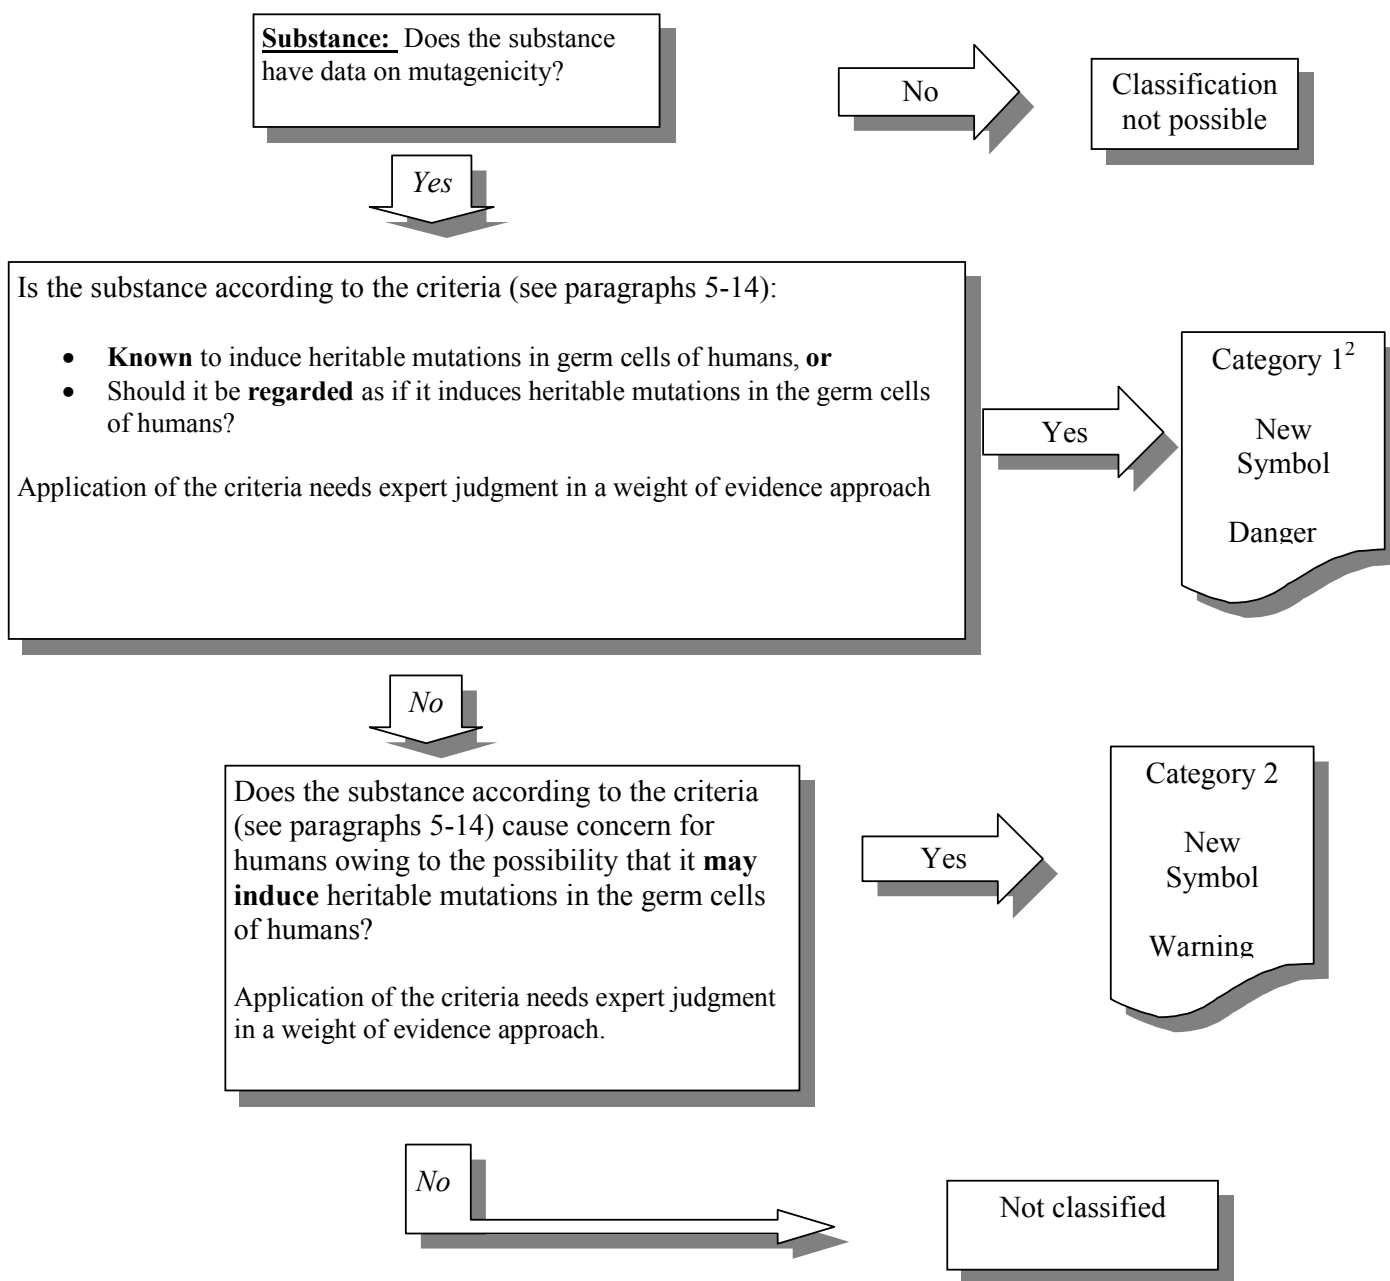 Substance: Does the substance
have data on mutagenicity?
No
Classification
not possible
Yes
Is the substance according to the criteria (see paragraphs 5-14):
• Known to induce heritable mutations in germ cells of humans, or
• Should it be regarded as if it induces heritable mutations in the germ cells
of humans?
Application of the criteria needs expert judgment in a weight of evidence approach
Yes
Category 1²
New
Symbol
Danger
No
Does the substance according to the criteria
(see paragraphs 5-14) cause concern for
humans owing to the possibility that it may
induce heritable mutations in the germ cells
of humans?
Application of the criteria needs expert judgment
in a weight of evidence approach.
Yes
Category 2
New
Symbol
Warning
No
Not classified